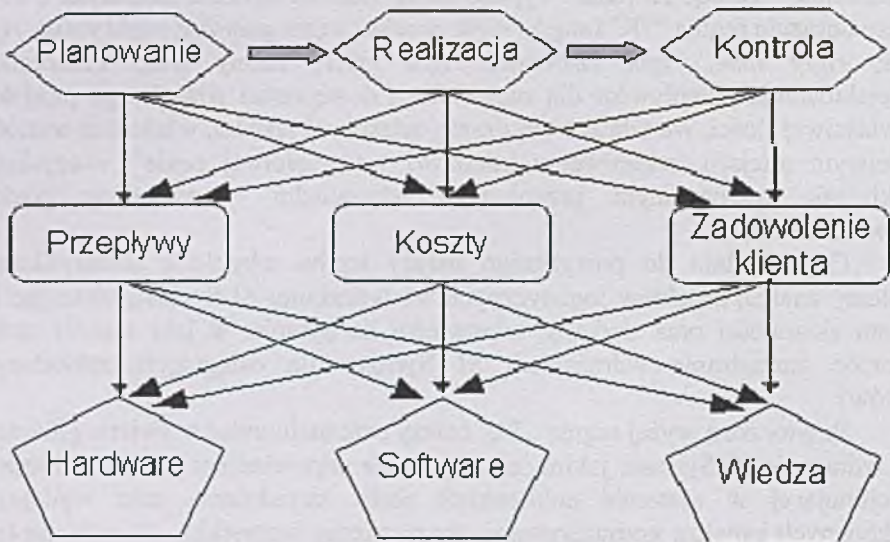 Planowanie
Realizacja
Kontrola
Przepływy
Koszty
Zadowolenie
klienta
Hardware
Software
Wiedza